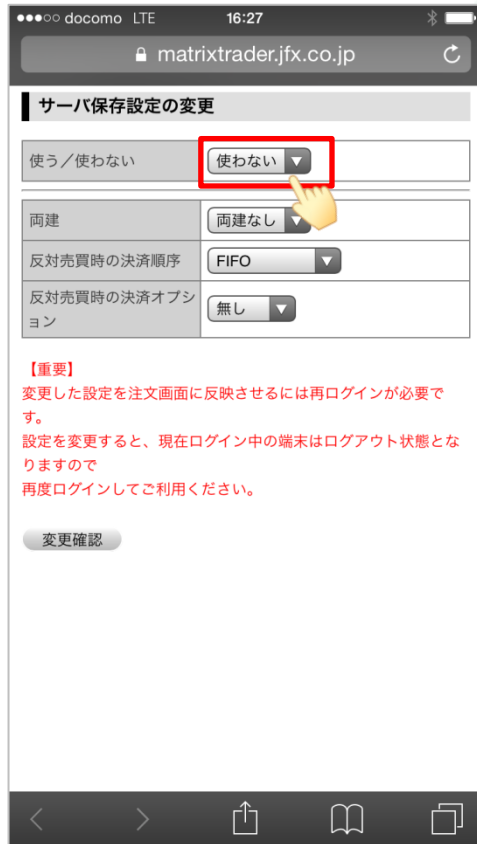 docomo LTE 16:27
matrixtrader.jfx.co.jp
サーバ保存設定の変更
使う／使わない 使わない
両建 両建なし
反対売買時の決済順序 FIFO
反対売買時の決済オプシ
ョン 無し
【重要】
変更した設定を注文画面に反映させるには再ログインが必要で
す。
設定を変更すると、現在ログイン中の端末はログアウト状態とな
りますので
再度ログインしてご利用ください。
変更確認